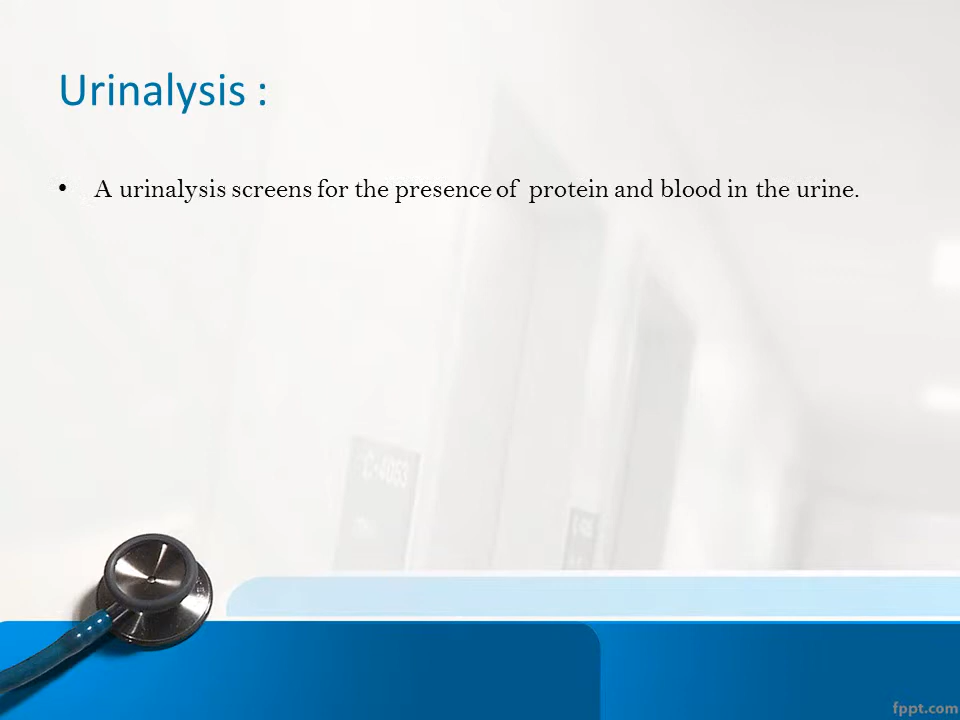 Urinalysis :
• A urinalysis screens for the presence of protein and blood in the urine.
fppt.com